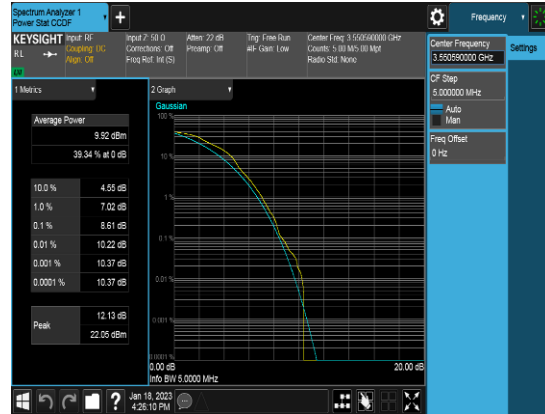 Spectrum Analyzer 1
Power Stat CCDF
Frequency
KEYSIGHT
RL
Input: RF
Coupling: DC
Align: Off
Input Z: 50 Ω
Corrections: Off
Freq Ref: Int (S)
Atten: 22 dB
Preamp: Off
Trig: Free Run
#IF Gain: Low
Center Freq: 3.550590000 GHz
Counts: 5.00 M/5.00 Mpt
Radio Std: None
1 Metrics
Average Power
9.92 dBm
39.34 % at 0 dB
10.0 % 4.55 dB
1.0 % 7.02 dB
0.1 % 8.61 dB
0.01 % 10.22 dB
0.001 % 10.37 dB
0.0001 % 10.37 dB
Peak
12.13 dB
22.05 dBm
2 Graph
Gaussian
100 %
10 %
1 %
0.1 %
0.01 %
0.001 %
0.0001 %
0.00 dB 20.00 dB
Info BW 5.0000 MHz
Center Frequency
3.550590000 GHz
Settings
CF Step
5.000000 MHz
Auto
Man
Freq Offset
0 Hz
Jan 18, 2023
4:26:10 PM